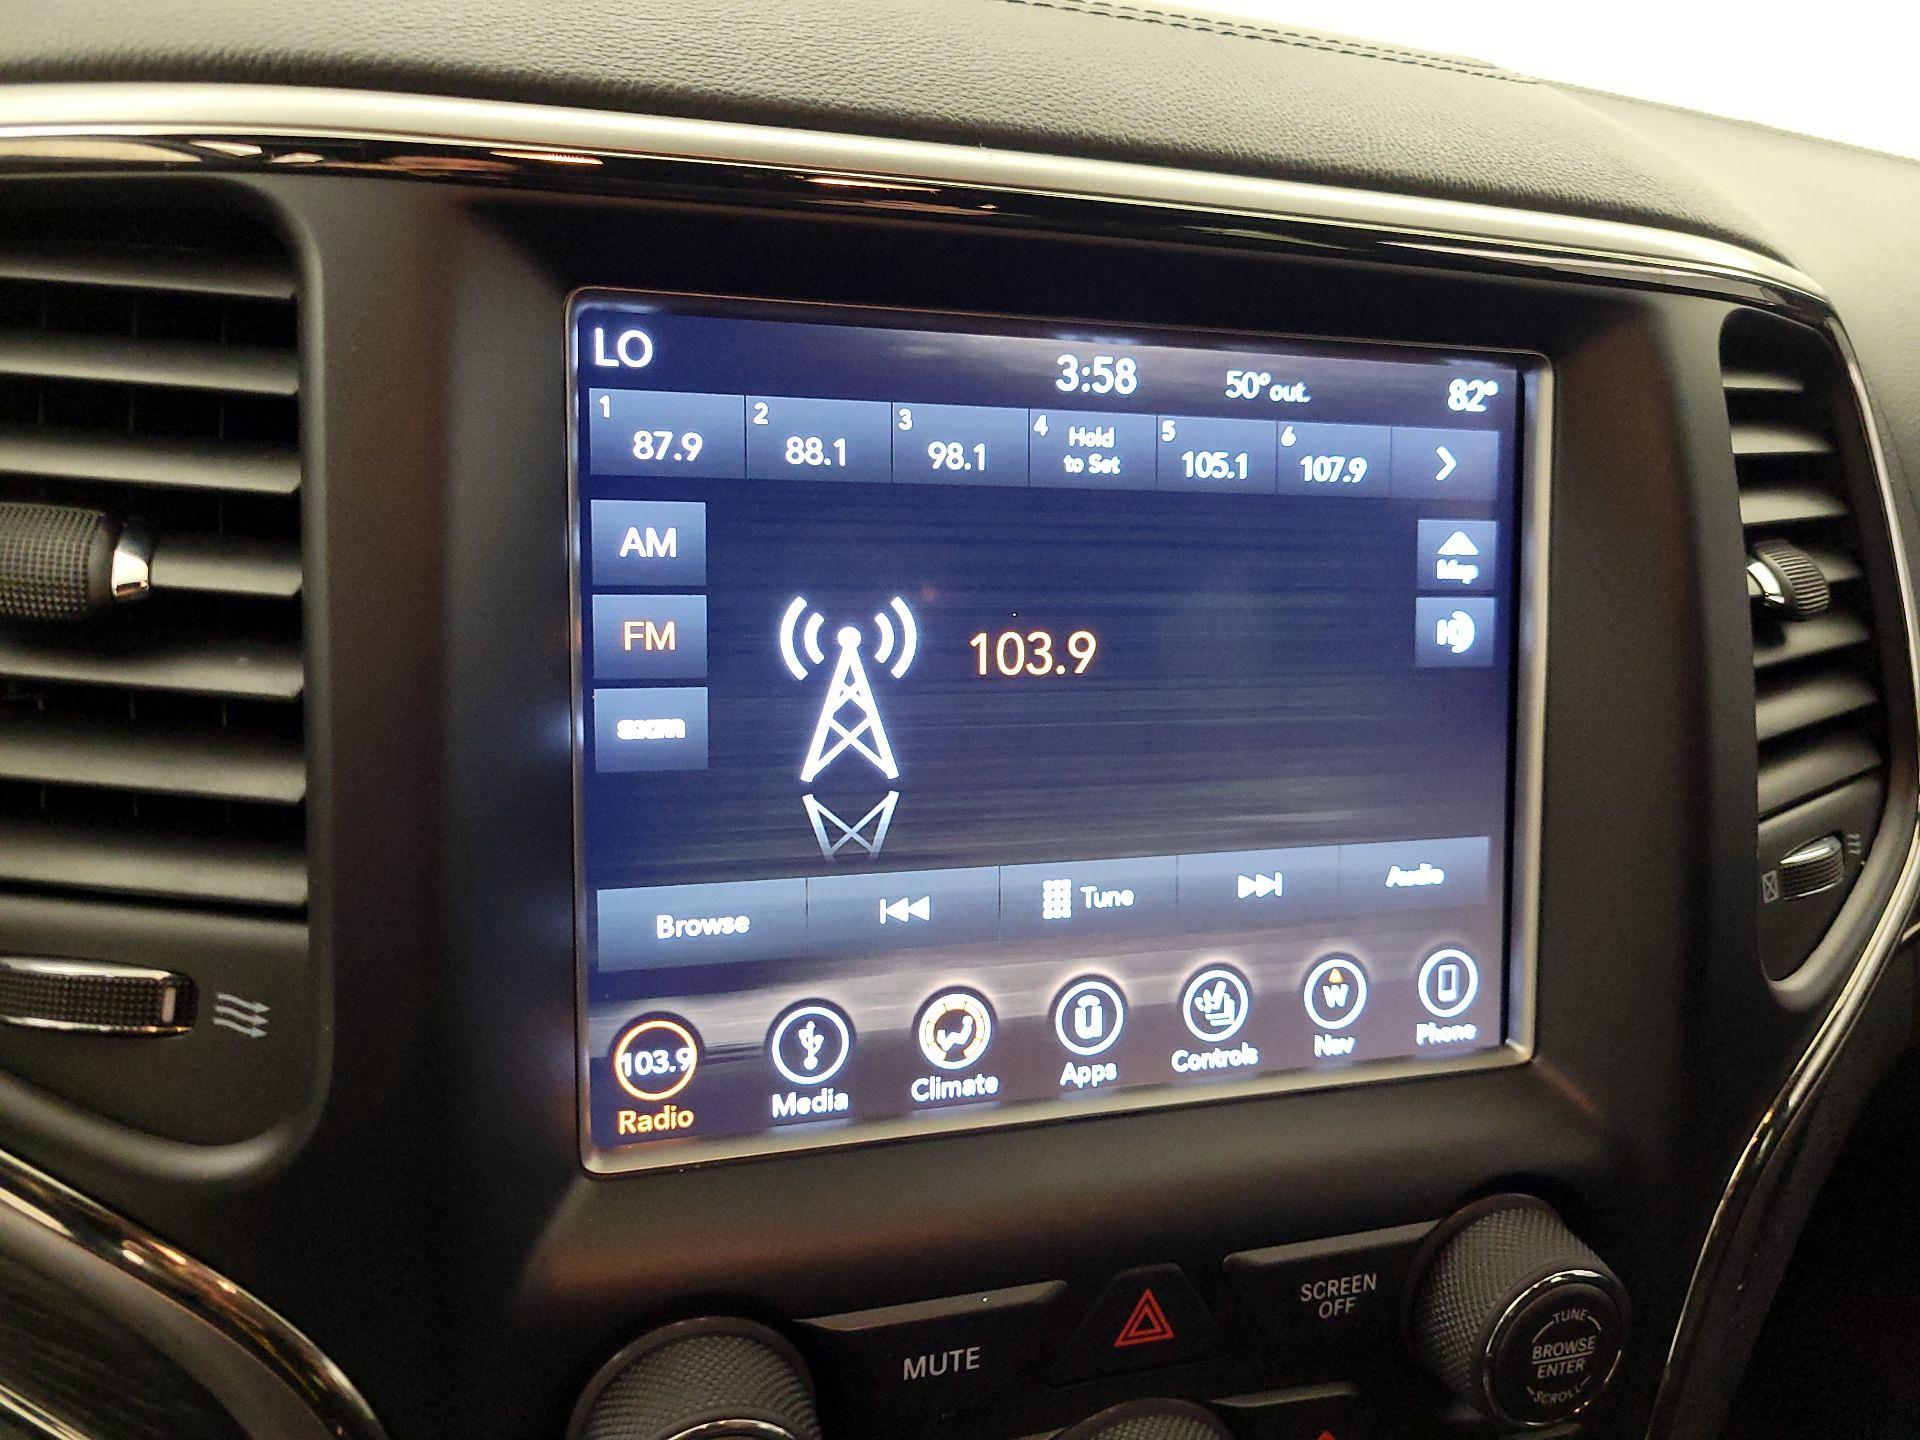 LO
3:58
50° out.
82°
1
87.9
2
88.1
3
98.1
4
Hold
to Set
5
105.1
6
107.9
AM
Map
FM
103.9
scan
Browse
Tune
Audio
103.9
Radio
Media
Climate
Apps
Controls
W
Nav
Phone
MUTE
SCREEN
OFF
TUNE
BROWSE
ENTER
SCROLL